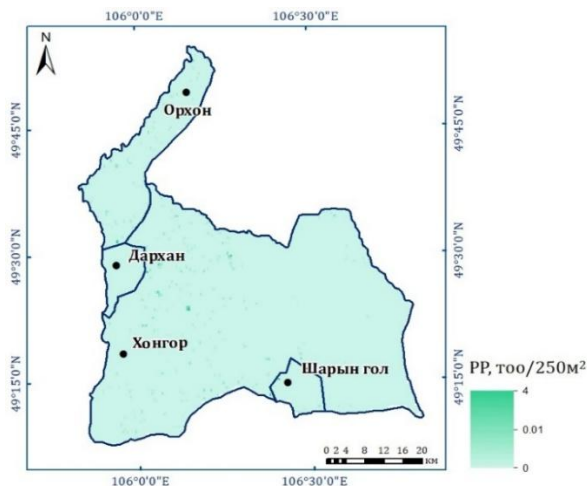 106°0'0"E 106°30'0"E
N
49°45'0"N 49°45'0"N
Орхон
49°30'0"N 49°30'0"N
Дархан
Хонгор
49°15'0"N 49°15'0"N
Шарын гол
PP, тоо/250м²
4
0.01
0
0 2 4 8 12 16 20
км
106°0'0"E 106°30'0"E